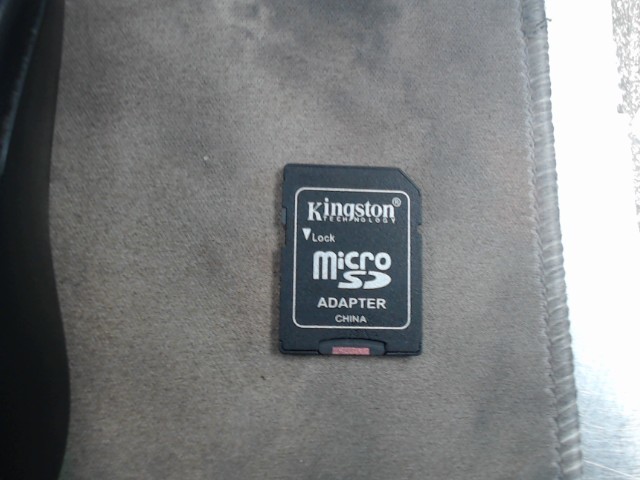 Kingston®
TECHNOLOGY
Lock
micro
SD
ADAPTER
CHINA